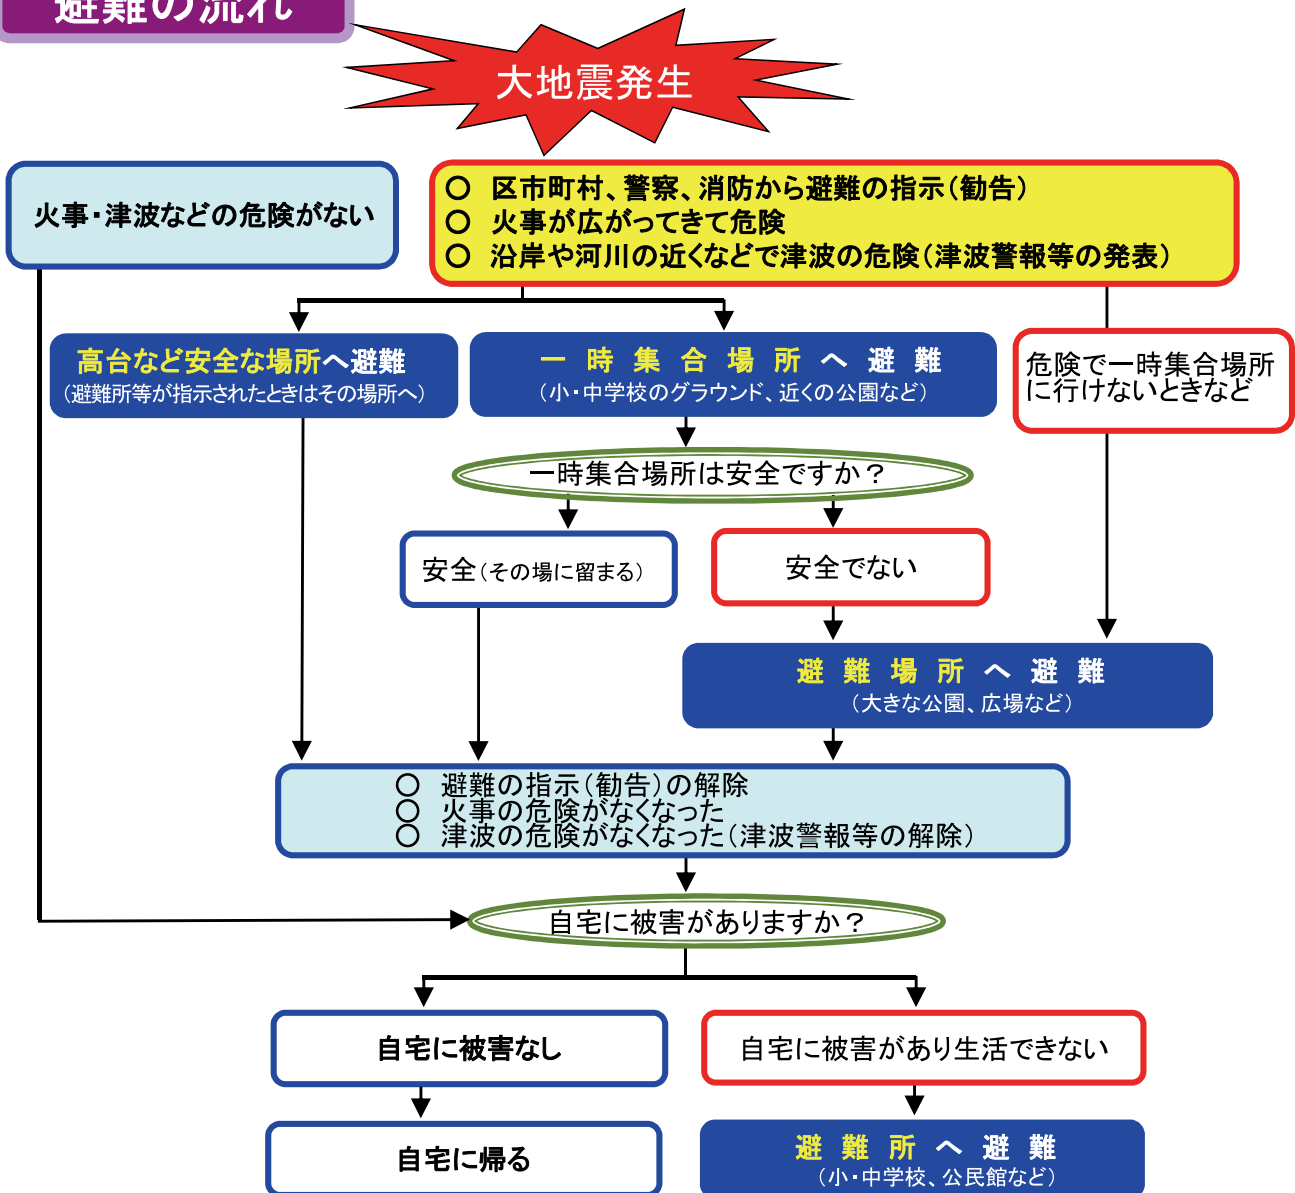 避難の流れ
大地震発生
火事・津波などの危険がない
○ 区市町村、警察、消防から避難の指示(勧告)
○ 火事が広がってきて危険
○ 沿岸や河川の近くなどで津波の危険(津波警報等の発表)
高台など安全な場所へ避難
(避難所等が指示されたときはその場所へ)
一時集合場所へ避難
(小・中学校のグラウンド、近くの公園など)
危険で一時集合場所
に行けないときなど
一時集合場所は安全ですか?
安全(その場に留まる)
安全でない
避難場所へ避難
(大きな公園、広場など)
○ 避難の指示(勧告)の解除
○ 火事の危険がなくなった
○ 津波の危険がなくなった(津波警報等の解除)
自宅に被害がありますか?
自宅に被害なし
自宅に被害があり生活できない
自宅に帰る
避難所へ避難
(小・中学校、公民館など)